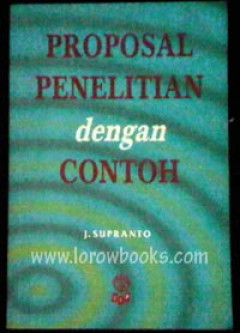 PROPOSAL
PENELITIAN
dengan
CONTOH
J. SUPRANTO
www.lorowbooks.com